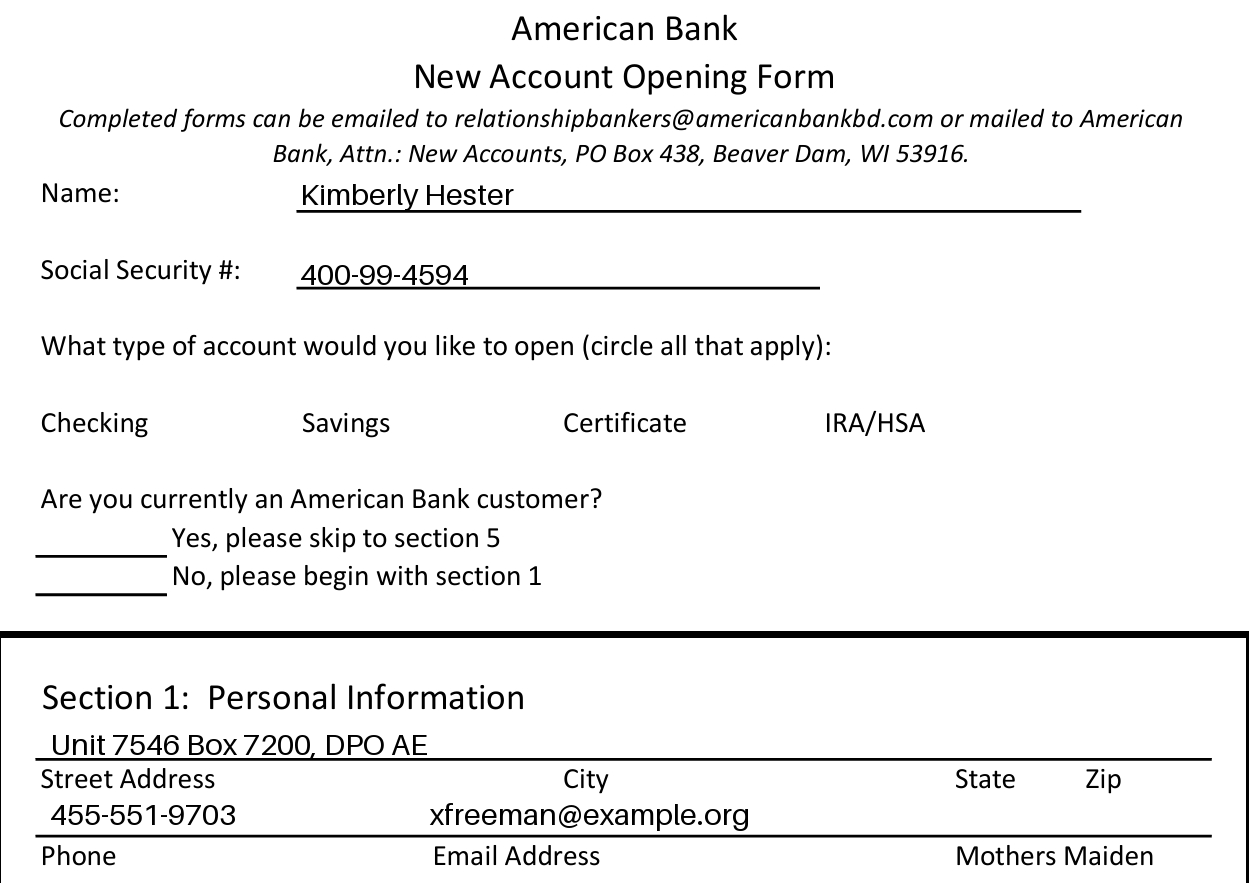 American Bank
New Account Opening Form
Completed forms can be emailed to relationshipbankers@americanbankbd.com or mailed to American
Bank, Attn.: New Accounts, PO Box 438, Beaver Dam, WI 53916.
Name: Kimberly Hester
Social Security #: 400-99-4594
What type of account would you like to open (circle all that apply):
Checking Savings Certificate IRA/HSA
Are you currently an American Bank customer?
Yes, please skip to section 5
No, please begin with section 1
Section 1: Personal Information
Unit 7546 Box 7200, DPO AE
Street Address City State Zip
455-551-9703 xfreeman@example.org
Phone Email Address Mothers Maiden